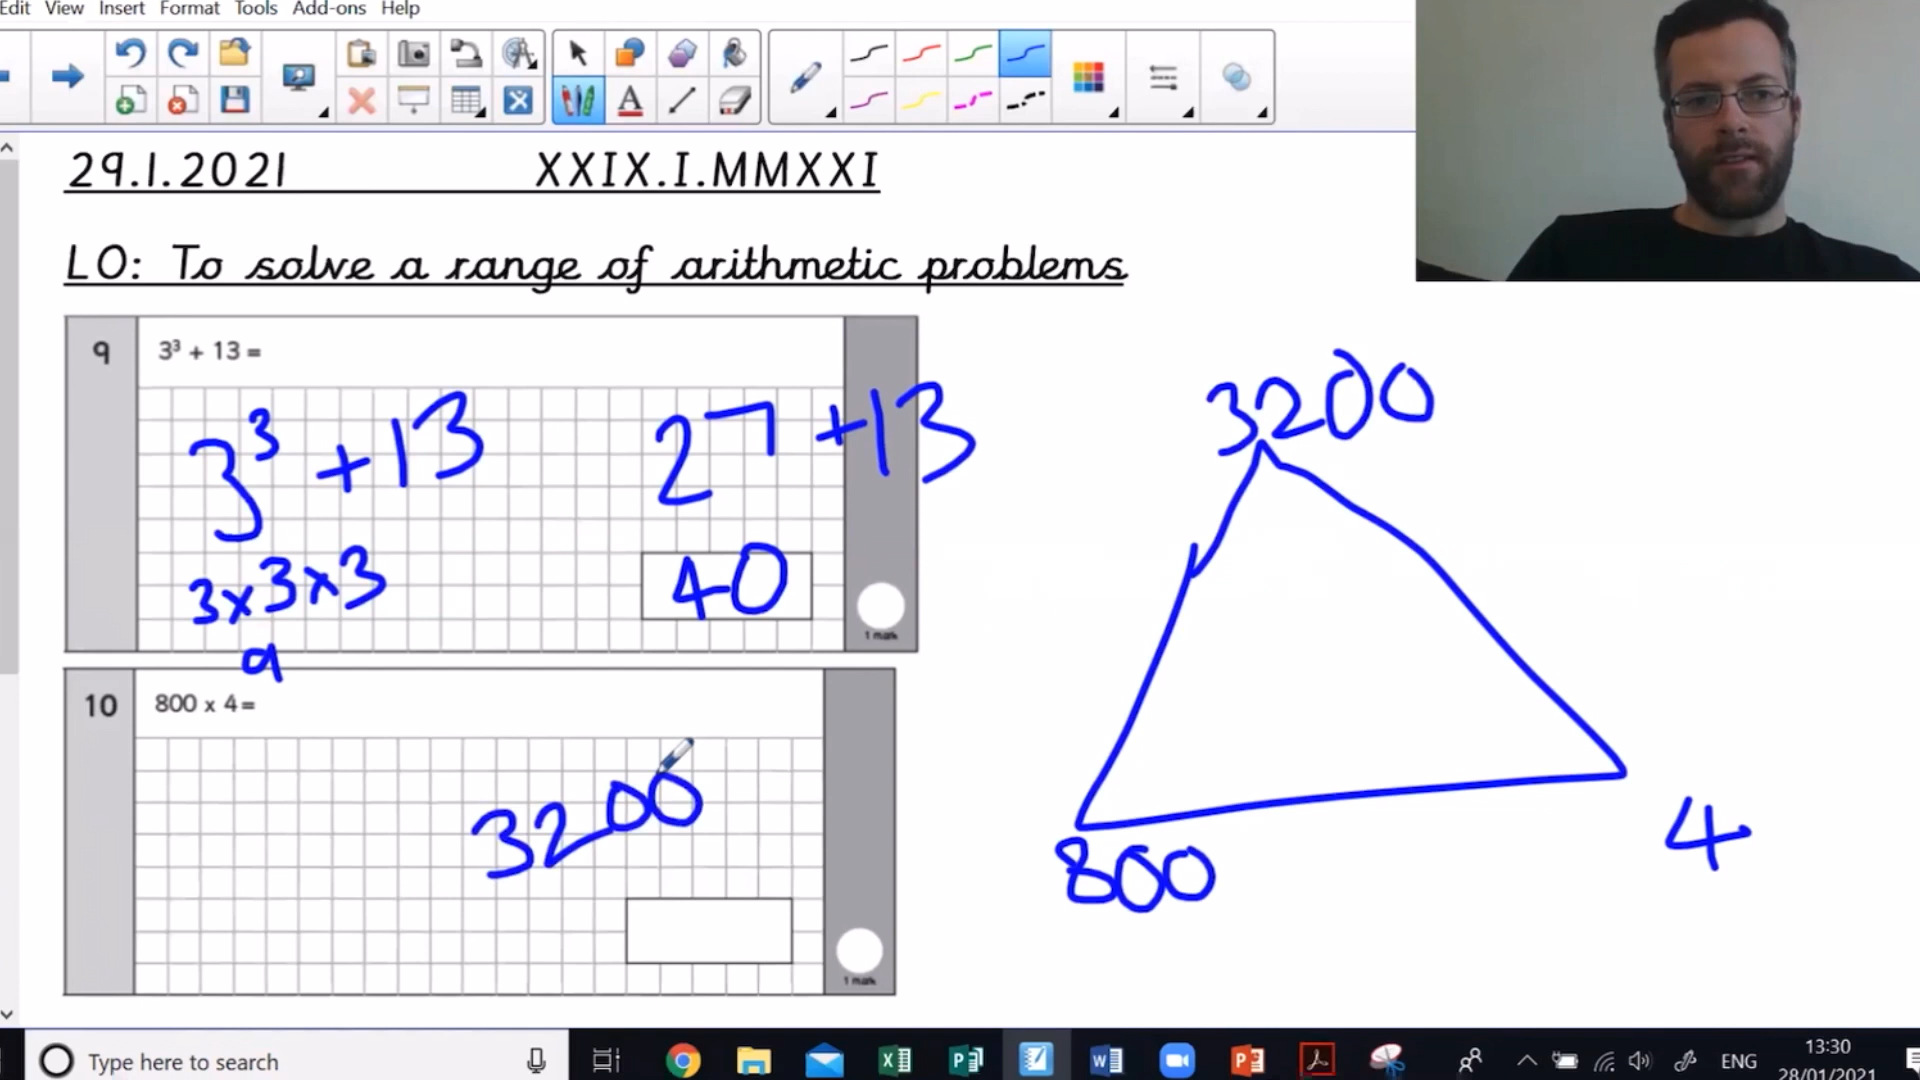 Edit View Insert Format Tools Add-ons Help
29.1.2021 XXIX.I.MMXXI
LO: To solve a range of arithmetic problems
9 3³ + 13 =
3³ + 13 27 + 13
3x3x3
9
40
1 mark
10 800 x 4 =
3200
1 mark
3200
800 4
Type here to search
ENG
13:30
28/01/2021